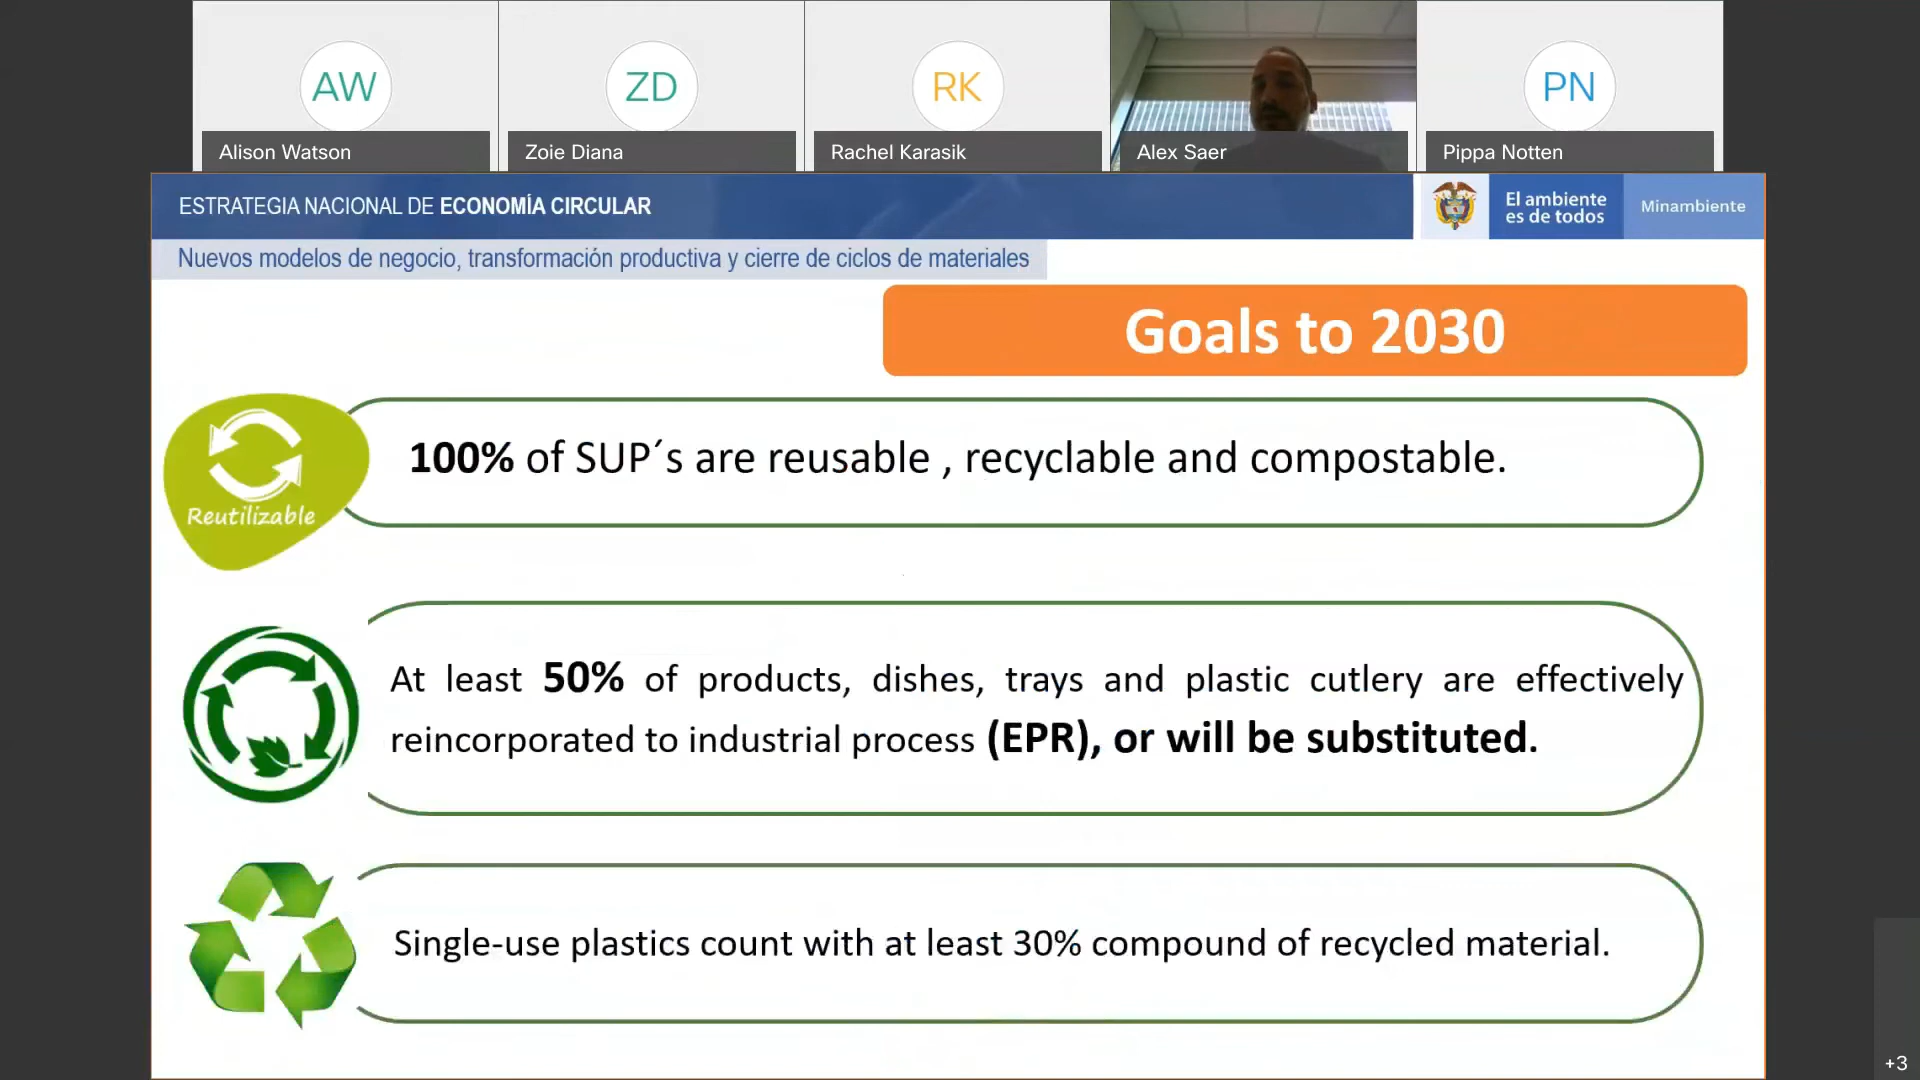 AW
ZD
RK
PN
Alison Watson
Zoie Diana
Rachel Karasik
Alex Saer
Pippa Notten
ESTRATEGIA NACIONAL DE ECONOMÍA CIRCULAR
El ambiente
es de todos
Minambiente
Nuevos modelos de negocio, transformación productiva y cierre de ciclos de materiales
Goals to 2030
100% of SUP´s are reusable , recyclable and compostable.
Reutilizable
At least 50% of products, dishes, trays and plastic cutlery are effectively
reincorporated to industrial process (EPR), or will be substituted.
Single-use plastics count with at least 30% compound of recycled material.
+3